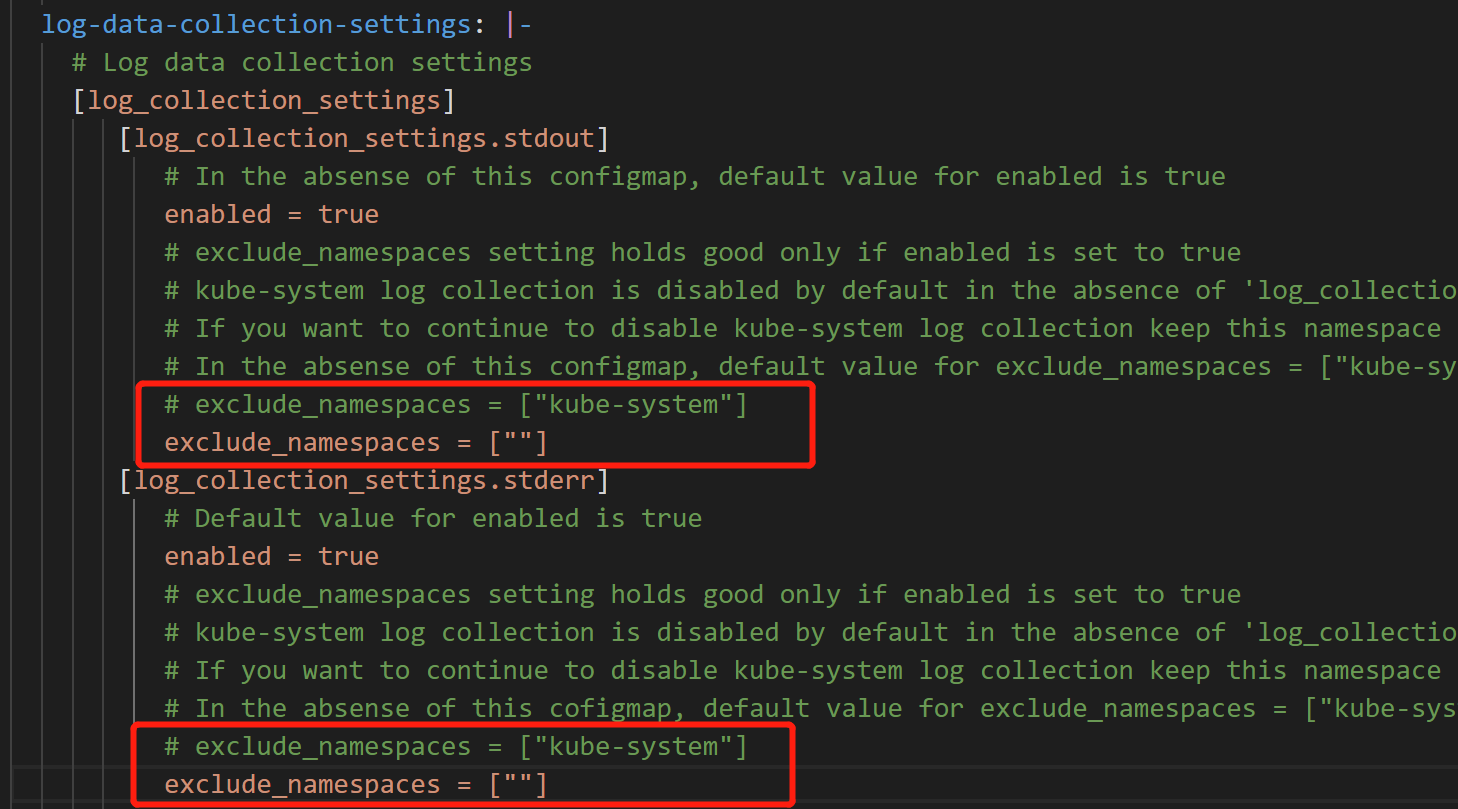 log-data-collection-settings: |-
# Log data collection settings
[log_collection_settings]
[log_collection_settings.stdout]
# In the absense of this configmap, default value for enabled is true
enabled = true
# exclude_namespaces setting holds good only if enabled is set to true
# kube-system log collection is disabled by default in the absence of 'log_collectio
# If you want to continue to disable kube-system log collection keep this namespace
# In the absense of this configmap, default value for exclude_namespaces = ["kube-sy
# exclude_namespaces = ["kube-system"]
exclude_namespaces = [""]
[log_collection_settings.stderr]
# Default value for enabled is true
enabled = true
# exclude_namespaces setting holds good only if enabled is set to true
# kube-system log collection is disabled by default in the absence of 'log_collectio
# If you want to continue to disable kube-system log collection keep this namespace
# In the absense of this cofigmap, default value for exclude_namespaces = ["kube-sys
# exclude_namespaces = ["kube-system"]
exclude_namespaces = [""]